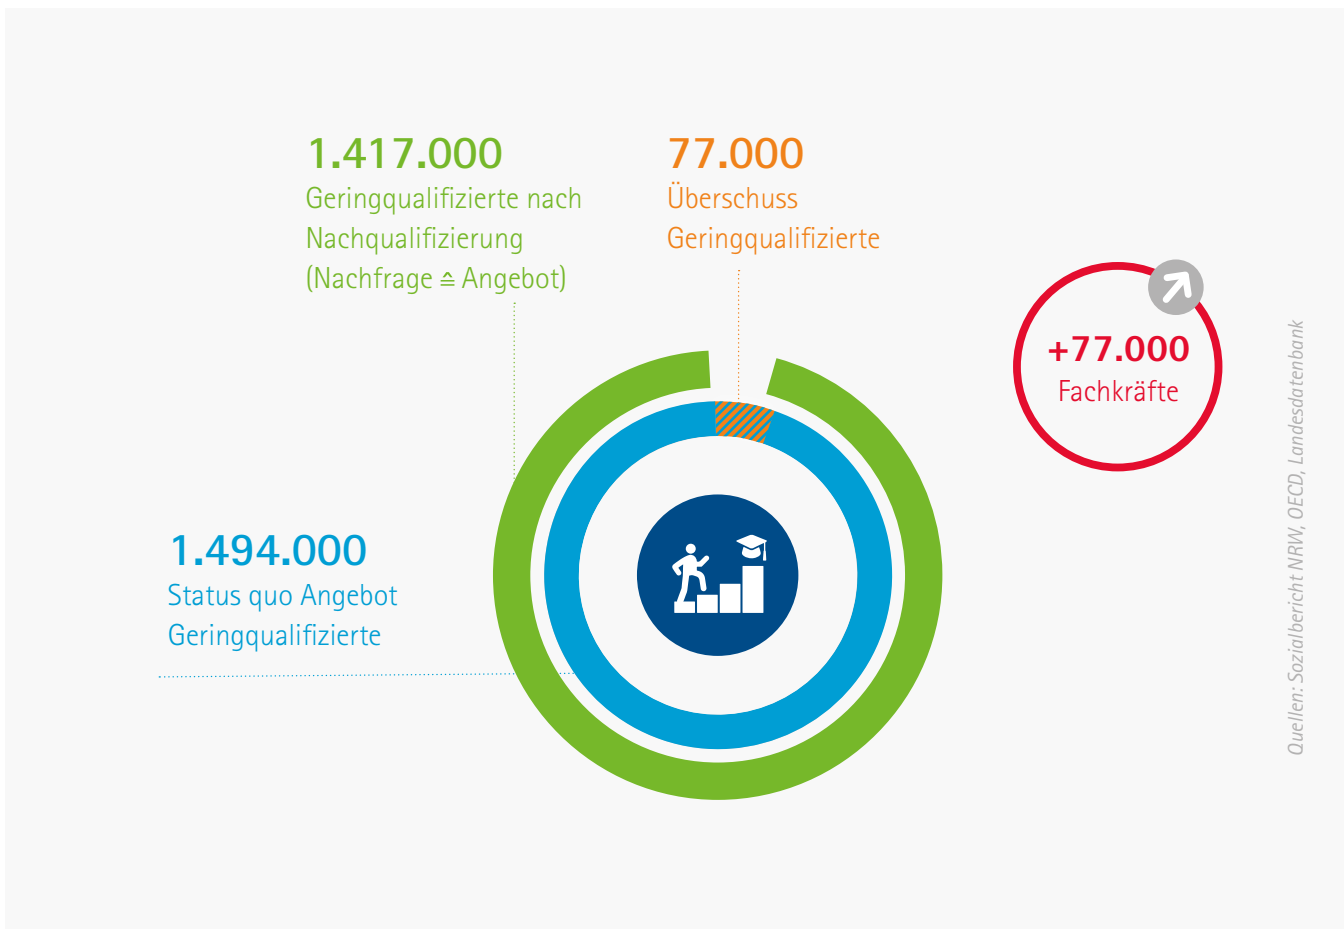 1.417.000
Geringqualifizierte nach
Nachqualifizierung
(Nachfrage ≙ Angebot)
77.000
Überschuss
Geringqualifizierte
+77.000
Fachkräfte
1.494.000
Status quo Angebot
Geringqualifizierte
Quellen: Sozialbericht NRW, OECD, Landesdatenbank